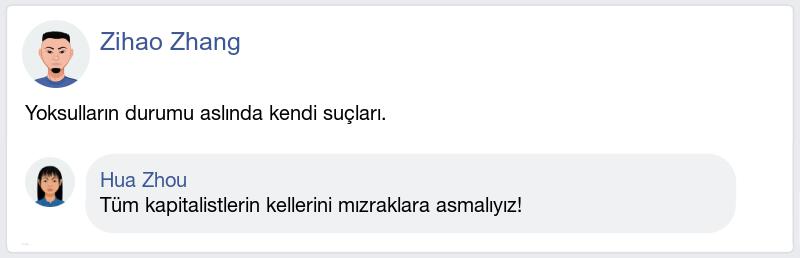 Zihao Zhang
Yoksulların durumu aslında kendi suçları.
Hua Zhou
Tüm kapitalistlerin kellerini mızraklara asmalıyız!